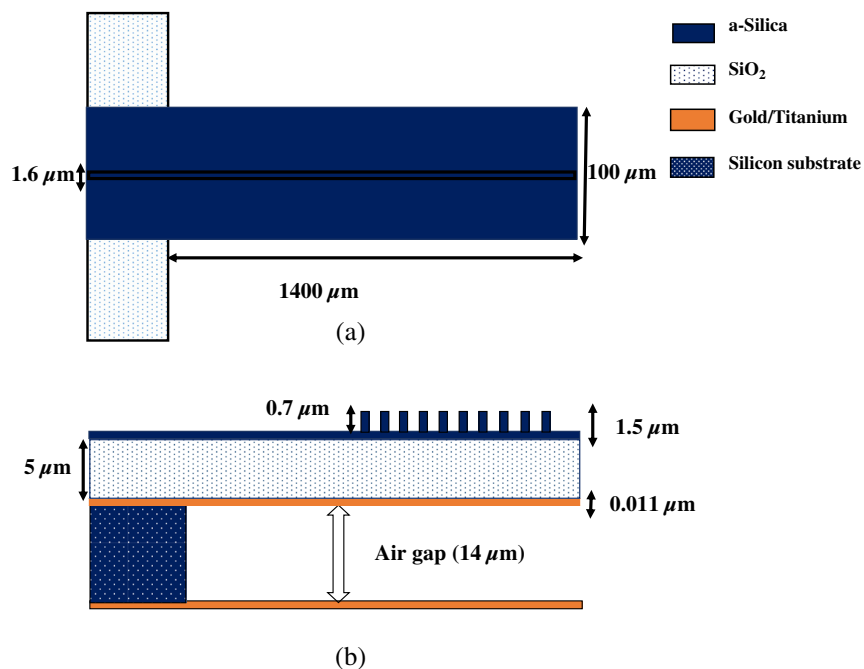 a-Silica
SiO₂
Gold/Titanium
Silicon substrate
1.6 µm
100 µm
1400 µm
(a)
0.7 µm
1.5 µm
5 µm
0.011 µm
Air gap (14 µm)
(b)